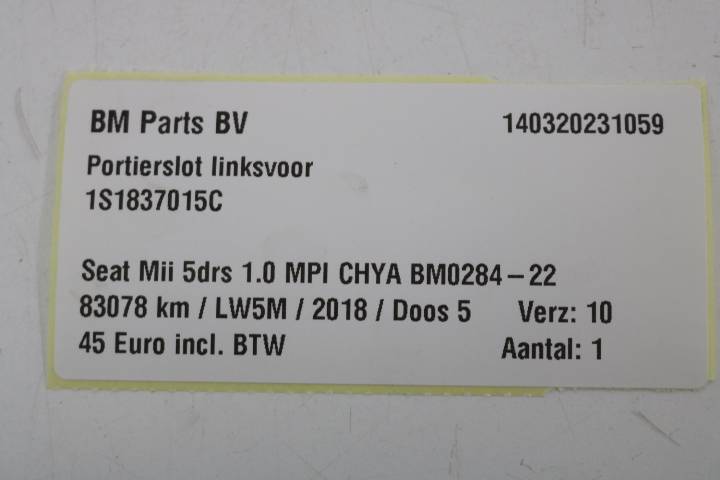 BM Parts BV 140320231059
Portierslot linksvoor
1S1837015C
Seat Mii 5drs 1.0 MPI CHYA BM0284-22
83078 km / LW5M / 2018 / Doos 5 Verz: 10
45 Euro incl. BTW Aantal: 1